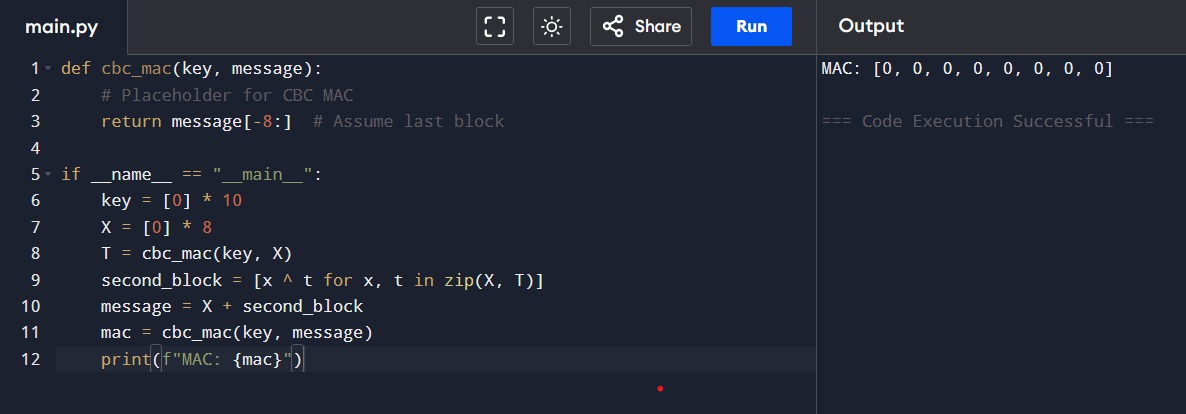 main.py
Share
Run
Output
1 def cbc_mac(key, message):
2     # Placeholder for CBC MAC
3     return message[-8:]  # Assume last block
4
5 if __name__ == "__main__":
6     key = [0] * 10
7     X = [0] * 8
8     T = cbc_mac(key, X)
9     second_block = [x ^ t for x, t in zip(X, T)]
10     message = X + second_block
11     mac = cbc_mac(key, message)
12     print(f"MAC: {mac}")
MAC: [0, 0, 0, 0, 0, 0, 0, 0]
=== Code Execution Successful ===